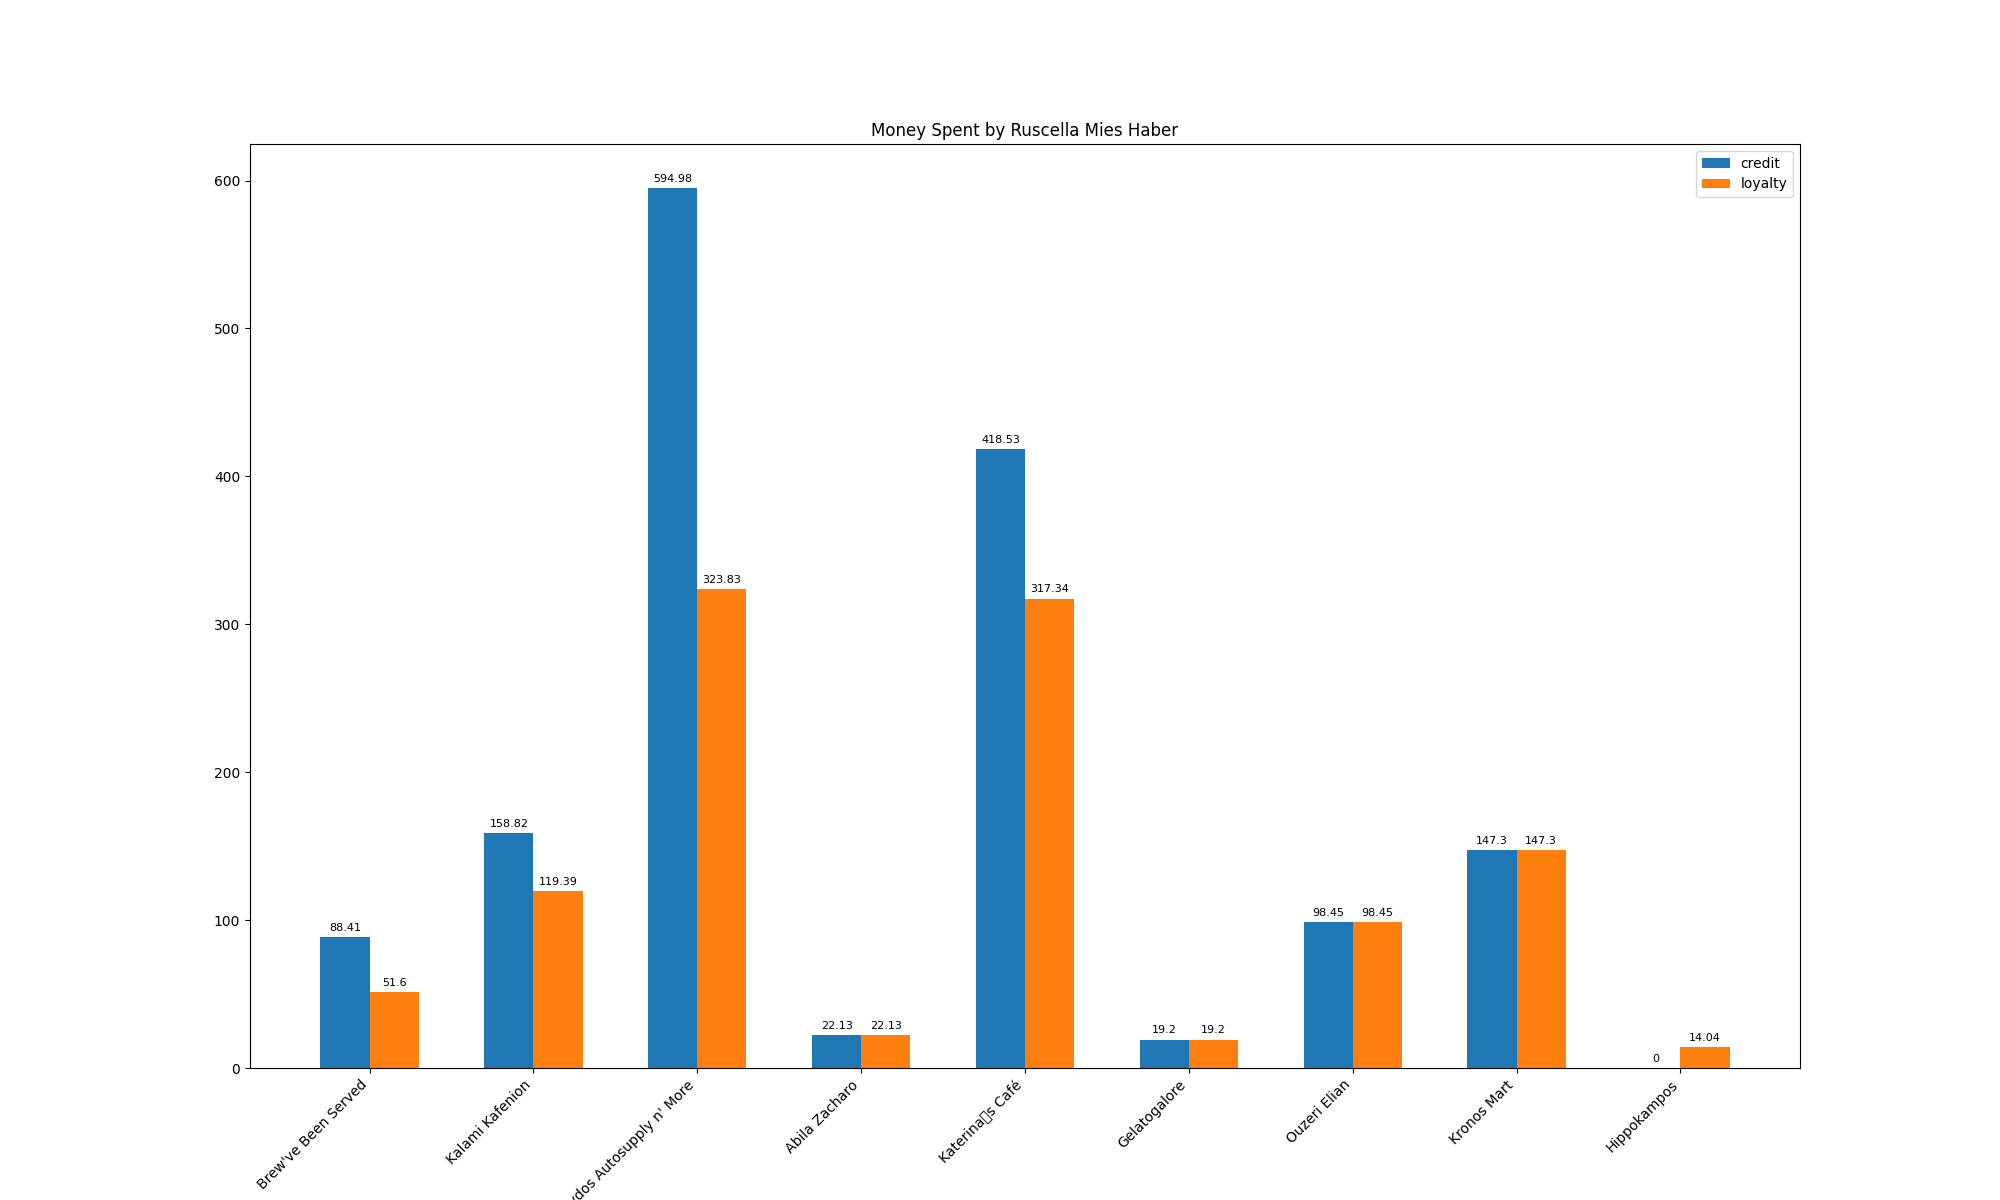 Money Spent by Ruscella Mies Haber
credit
loyalty
600
500
400
300
200
100
0
88.41
51.6
158.82
119.39
594.98
323.83
22.13
22.13
418.53
317.34
19.2
19.2
98.45
98.45
147.3
147.3
0
14.04
Brew've Been Served
Kalami Kafenion
Autosupply n' More
Abila Zacharo
Katerina▯s Café
Gelatogalore
Ouzeri Elian
Kronos Mart
Hippokampos